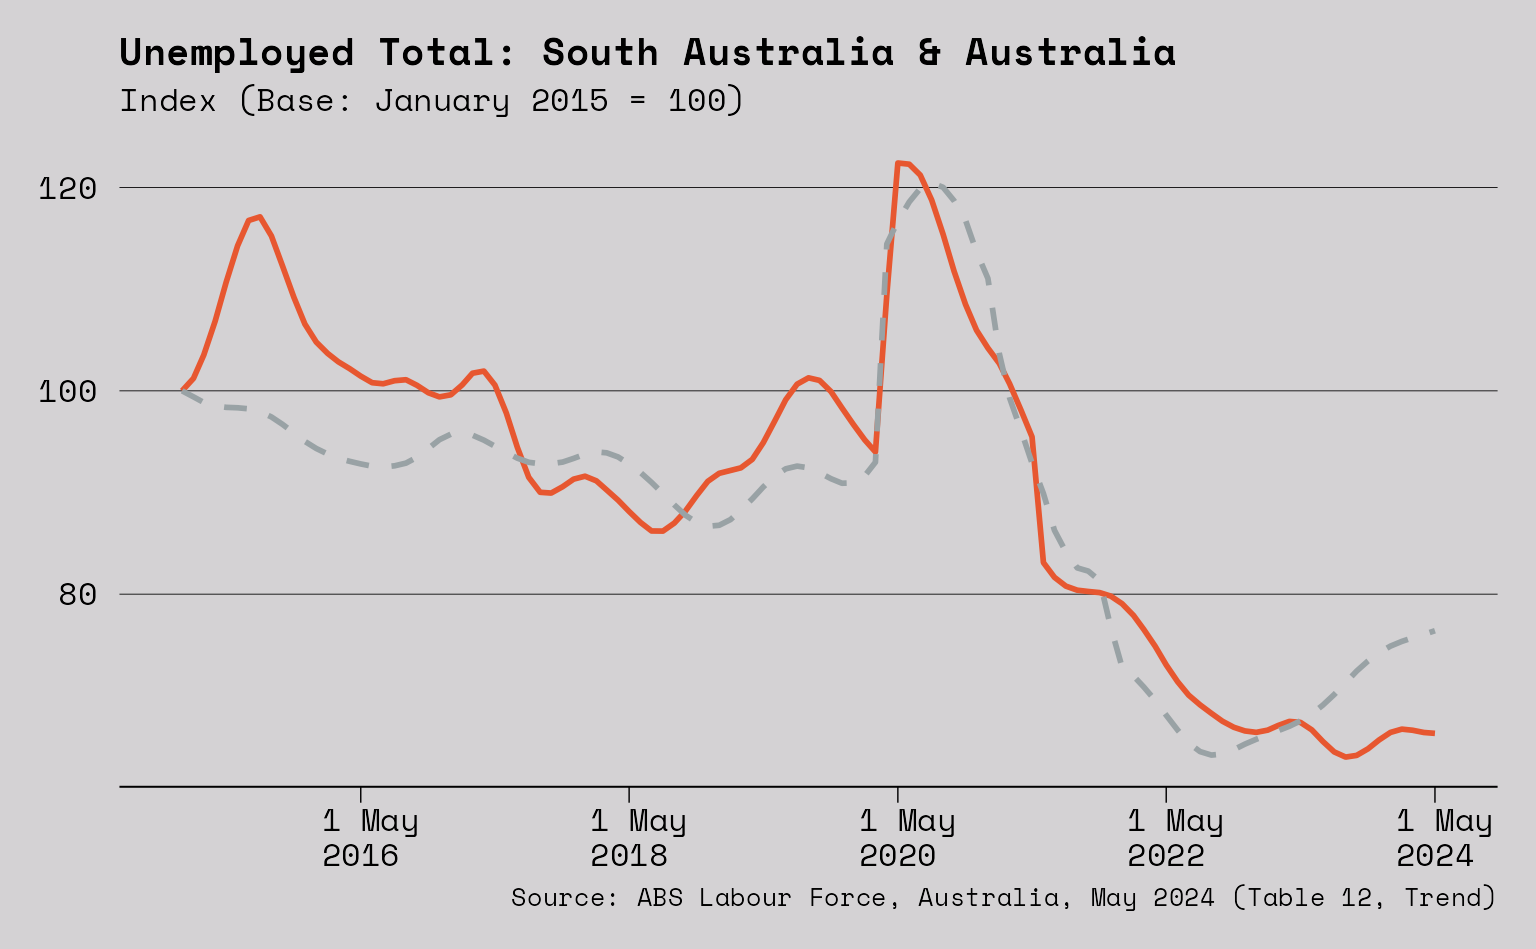 Unemployed Total: South Australia & Australia
Index (Base: January 2015 = 100)
120
100
80
1 May 1 May 1 May 1 May 1 May
2016 2018 2020 2022 2024
Source: ABS Labour Force, Australia, May 2024 (Table 12, Trend)